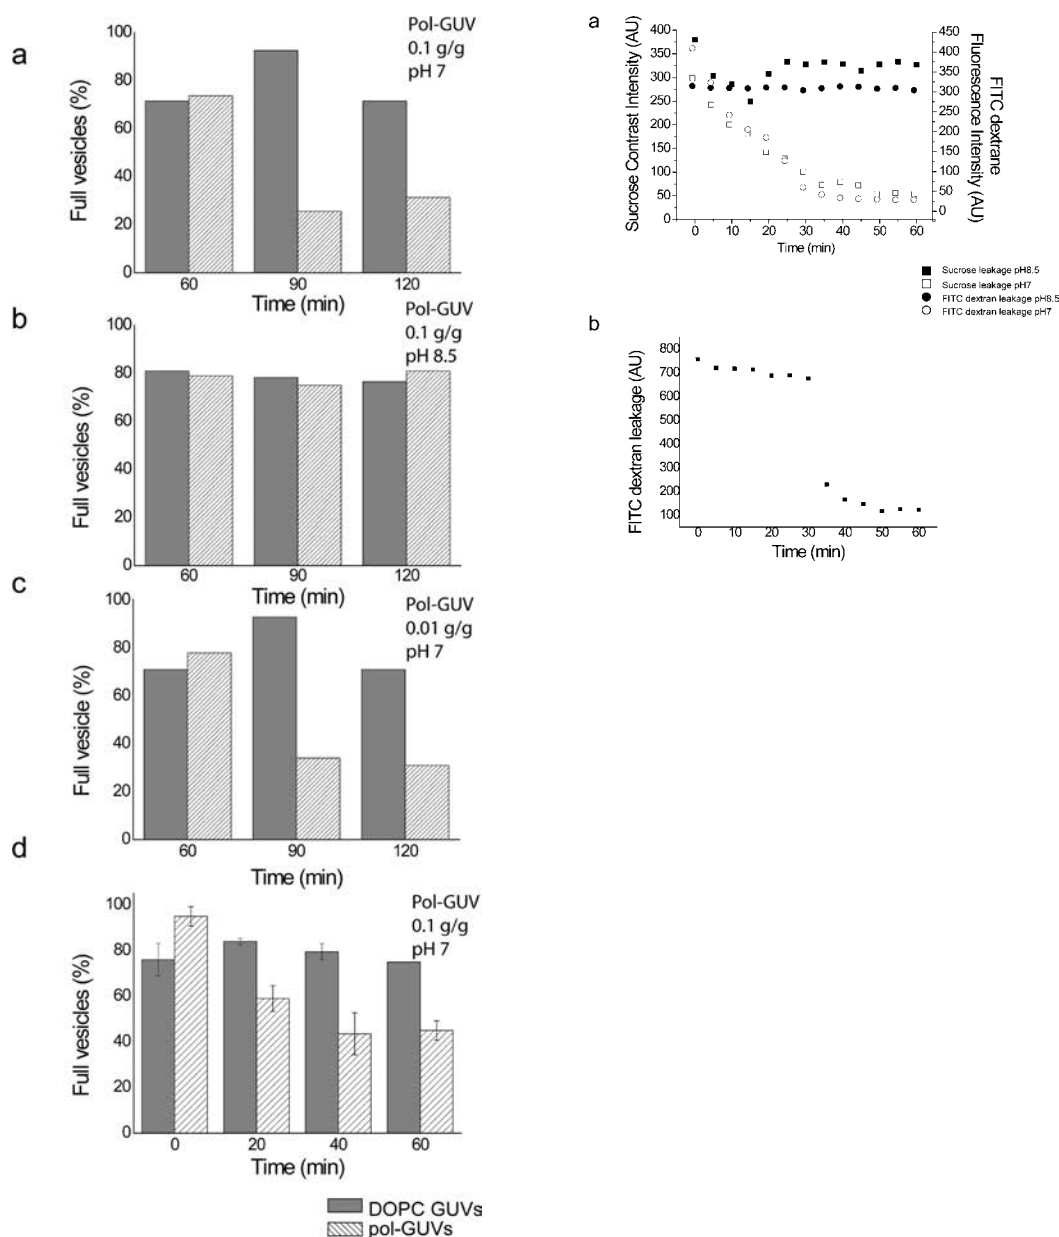 a
Pol-GUV
0.1 g/g
pH 7
Full vesicles (%)
100
80
60
40
20
0
60
90
120
Time (min)
b
Pol-GUV
0.1 g/g
pH 8.5
Full vesicles (%)
100
80
60
40
20
0
60
90
120
Time (min)
c
Pol-GUV
0.01 g/g
pH 7
Full vesicle (%)
100
80
60
40
20
0
60
90
120
Time (min)
d
Pol-GUV
0.1 g/g
pH 7
Full vesicles (%)
100
80
60
40
20
0
0
20
40
60
Time (min)
DOPC GUVs
pol-GUVs
a
Sucrose Contrast Intensity (AU)
400
350
300
250
200
150
100
50
0
450
400
350
300
250
200
150
100
50
0
FITC dextrane
Fluorescence Intensity (AU)
0
10
20
30
40
50
60
Time (min)
Sucrose leakage pH8.5
Sucrose leakage pH7
FITC dextran leakage pH8.5
FITC dextran leakage pH7
b
FITC dextran leakage (AU)
800
700
600
500
400
300
200
100
0
10
20
30
40
50
60
Time (min)